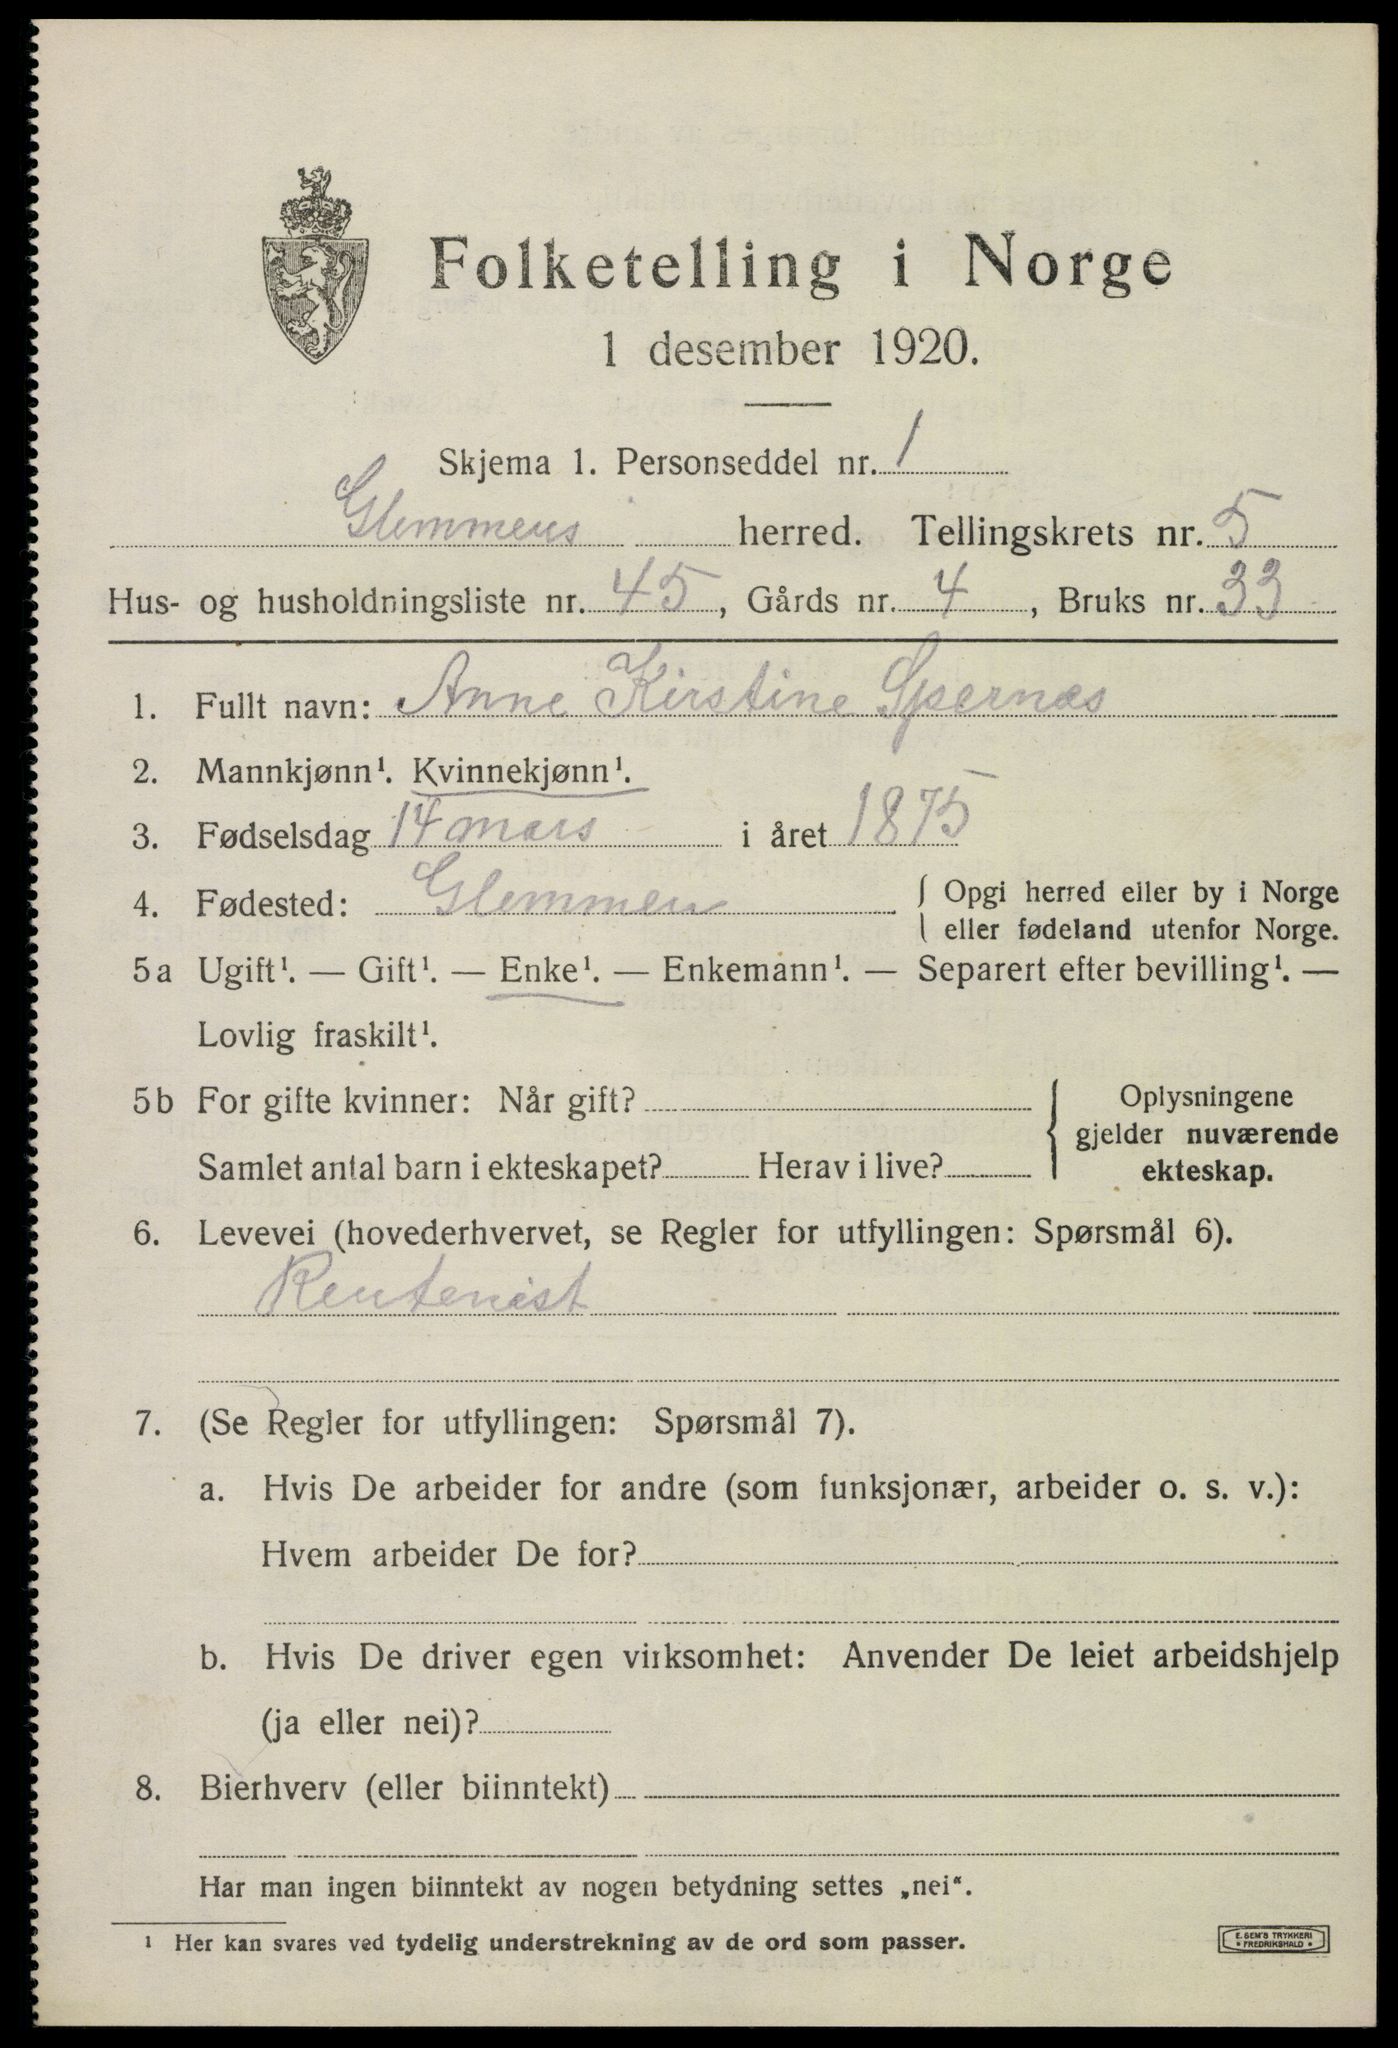 Folketelling i Norge
1 desember 1920.
Skjema 1. Personseddel nr. 1
Glemmens herred. Tellingskrets nr. 5
Hus- og husholdningsliste nr. 45, Gårds nr. 4, Bruks nr. 33
1. Fullt navn: Anne Kirstine Spernæs
2. Mannkjønn¹. Kvinnekjønn¹.
3. Fødselsdag 14 mars i året 1875
4. Fødested: Glemmen { Opgi herred eller by i Norge
eller fødeland utenfor Norge.
5a Ugift¹. — Gift¹. — Enke¹. — Enkemann¹. — Separert efter bevilling¹. —
Lovlig fraskilt¹.
5b For gifte kvinner: Når gift? { Oplysningene
gjelder nuværende
Samlet antal barn i ekteskapet? Herav i live? ekteskap.
6. Levevei (hovederhvervet, se Regler for utfyllingen: Spørsmål 6).
Rentenist
7. (Se Regler for utfyllingen: Spørsmål 7).
a. Hvis De arbeider for andre (som funksjonær, arbeider o. s. v.):
Hvem arbeider De for?
b. Hvis De driver egen virksomhet: Anvender De leiet arbeidshjelp
(ja eller nei)?
8. Bierhverv (eller biinntekt)
Har man ingen biinntekt av nogen betydning settes „nei“.
¹ Her kan svares ved tydelig understrekning av de ord som passer.
E. SEM'S TRYKKERI
• FREDRIKSHALD •